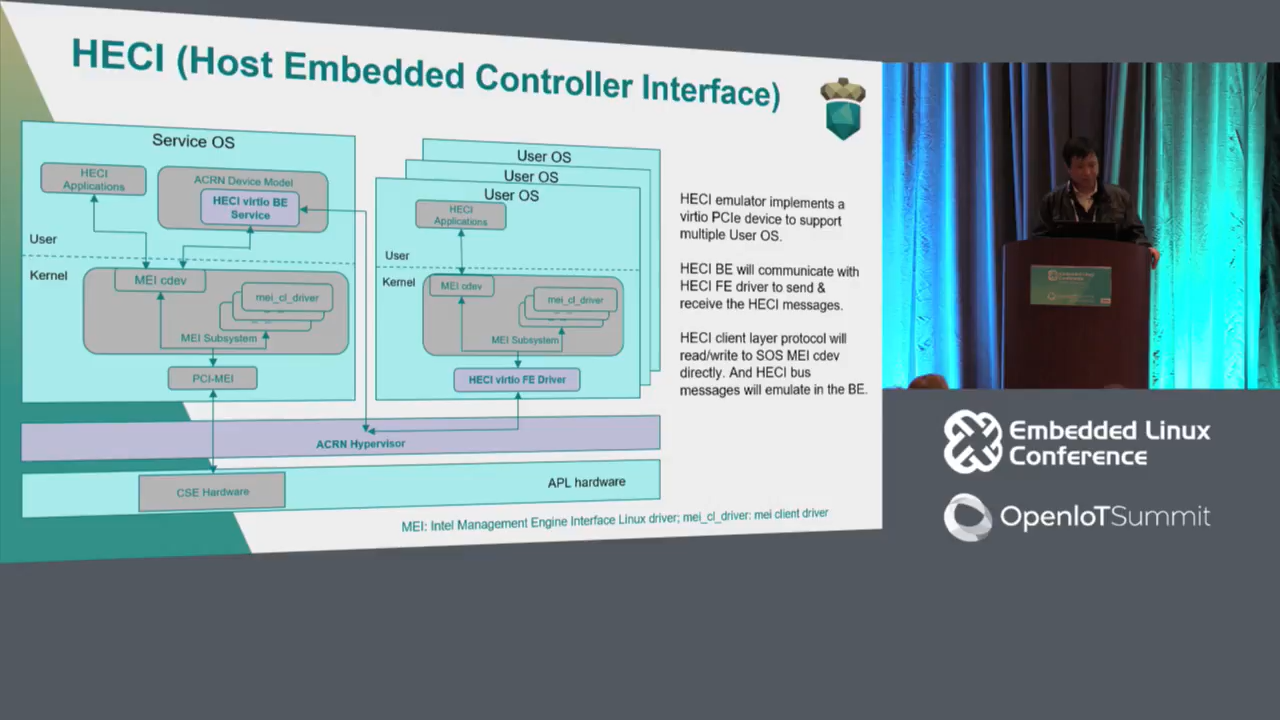 HECI (Host Embedded Controller Interface)
Service OS
HECI
Applications
ACRN Device Model
HECI virtio BE
Service
User
Kernel
MEI cdev
mei_cl_driver
MEI Subsystem
PCI-MEI
User OS
User OS
User OS
HECI
Applications
User
Kernel
MEI cdev
mei_cl_driver
MEI Subsystem
HECI virtio FE Driver
ACRN Hypervisor
CSE Hardware
APL hardware
HECI emulator implements a
virtio PCIe device to support
multiple User OS.
HECI BE will communicate with
HECI FE driver to send &
receive the HECI messages.
HECI client layer protocol will
read/write to SOS MEI cdev
directly. And HECI bus
messages will emulate in the BE.
MEI: Intel Management Engine Interface Linux driver; mei_cl_driver: mei client driver
Embedded Linux
Conference
OpenIoTSummit